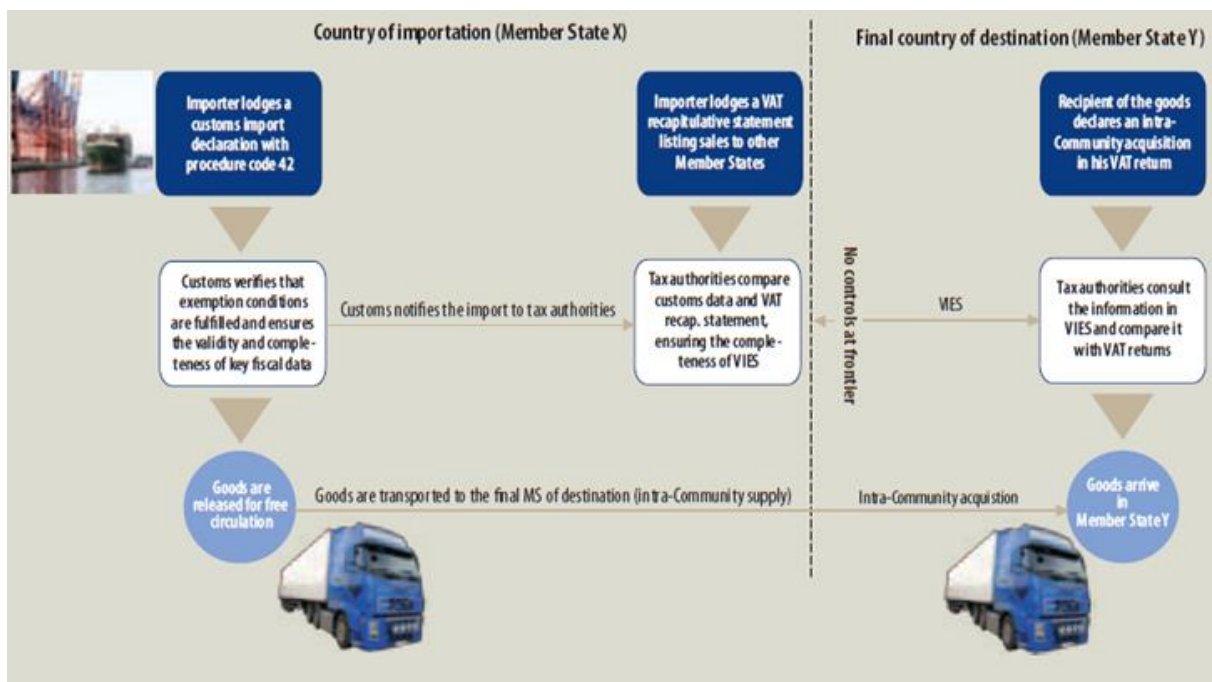 Country of importation (Member State X)
Final country of destination (Member State Y)
Importer lodges a
customs import
declaration with
procedure code 42
Importer lodges a VAT
recapitulative statement
listing sales to other
Member States
Recipient of the goods
declares an intra-
Community acquisition
in his VAT return
Customs verifies that
exemption conditions
are fulfilled and ensures
the validity and comple-
teness of key fiscal data
Customs notifies the import to tax authorities
Tax authorities compare
customs data and VAT
recap. statement,
ensuring the comple-
teness of VIES
No controls at frontier
VIES
Tax authorities consult
the information in
VIES and compare it
with VAT returns
Goods are
released for free
circulation
Goods are transported to the final MS of destination (intra-Community supply)
Intra-Community acquistion
Goods arrive
in
Member State Y